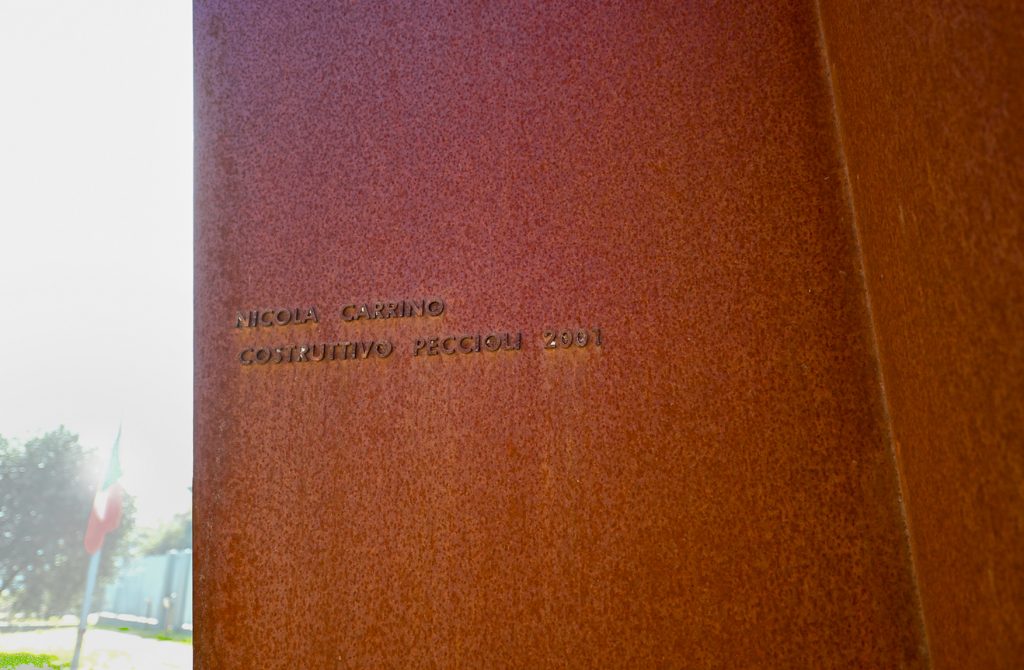 NICOLA CARRINO
COSTRUTTIVO PECCIOLI 2001